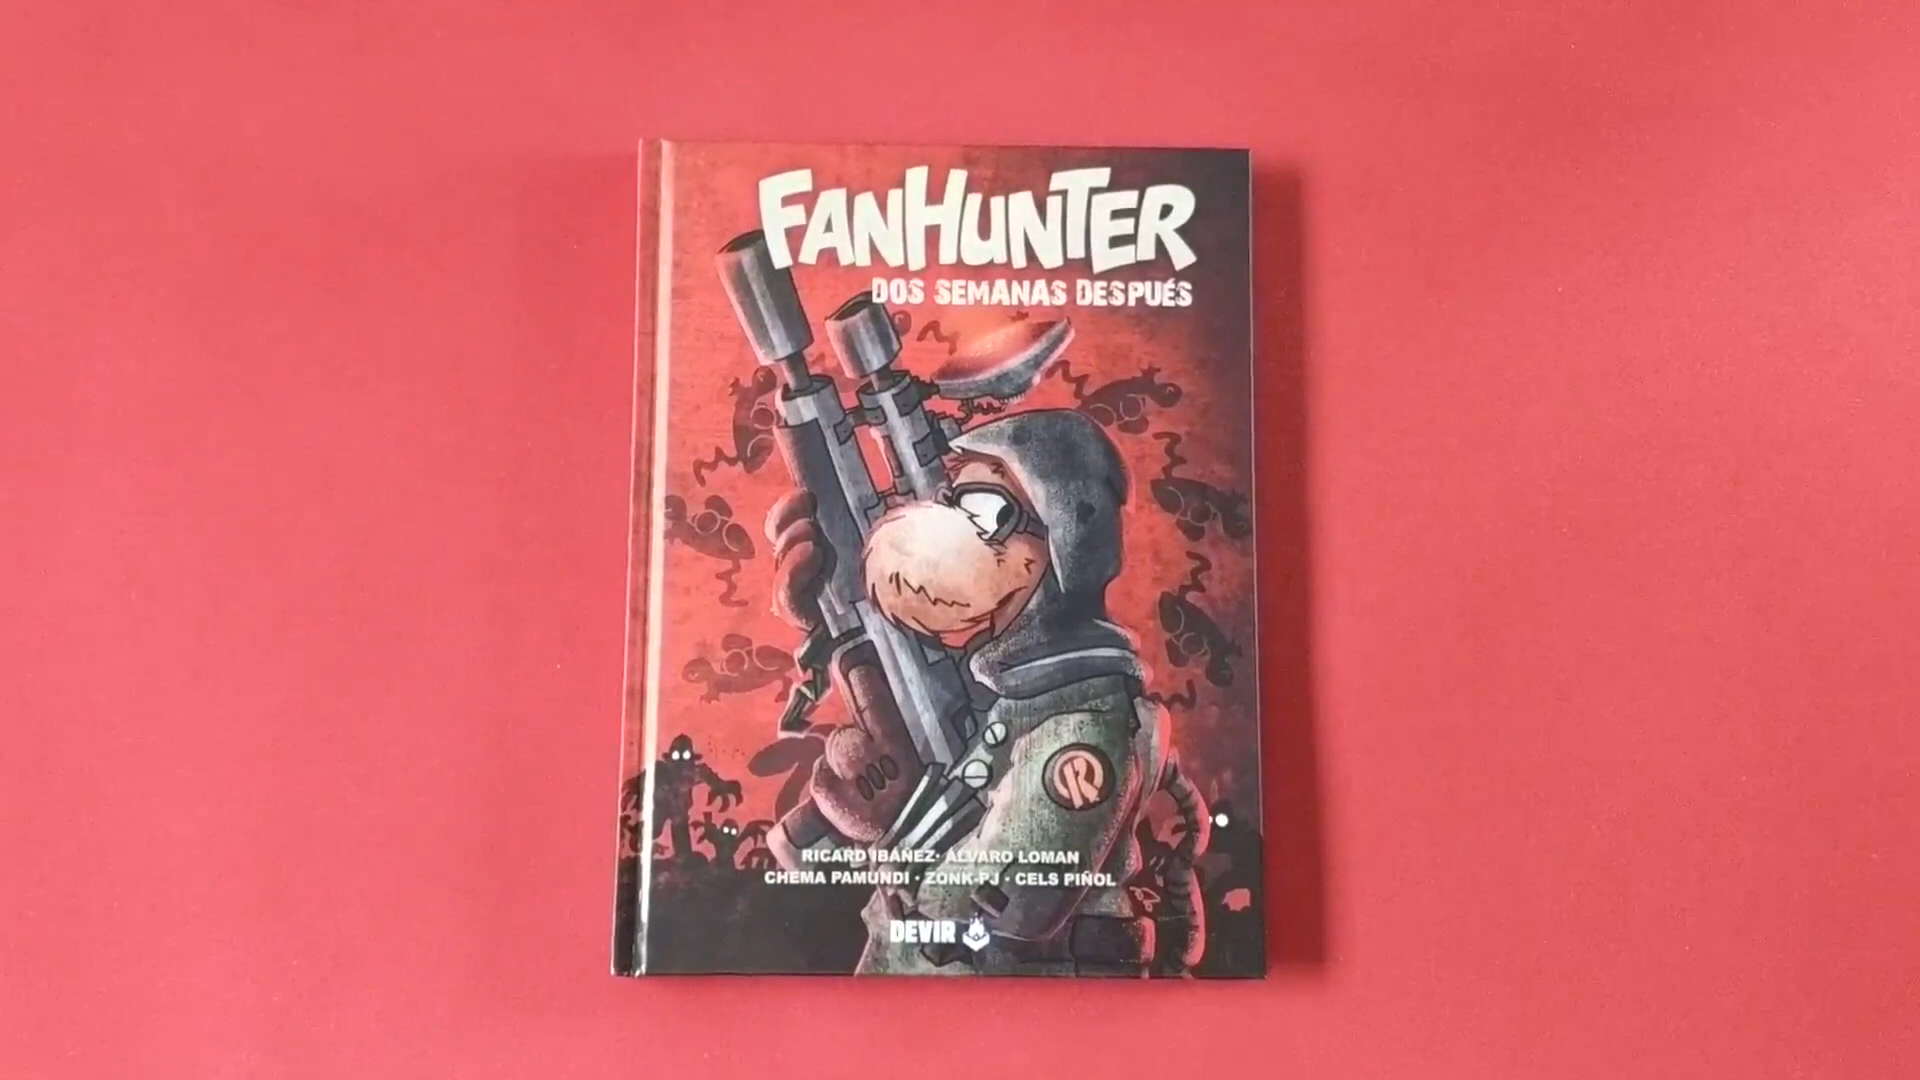 FANHUNTER
DOS SEMANAS DESPUÉS
R
RICARD IBÁÑEZ · ÁLVARO LOMAN
CHEMA PAMUNDI · ZONK-PJ · CELS PIÑOL
DEVIR